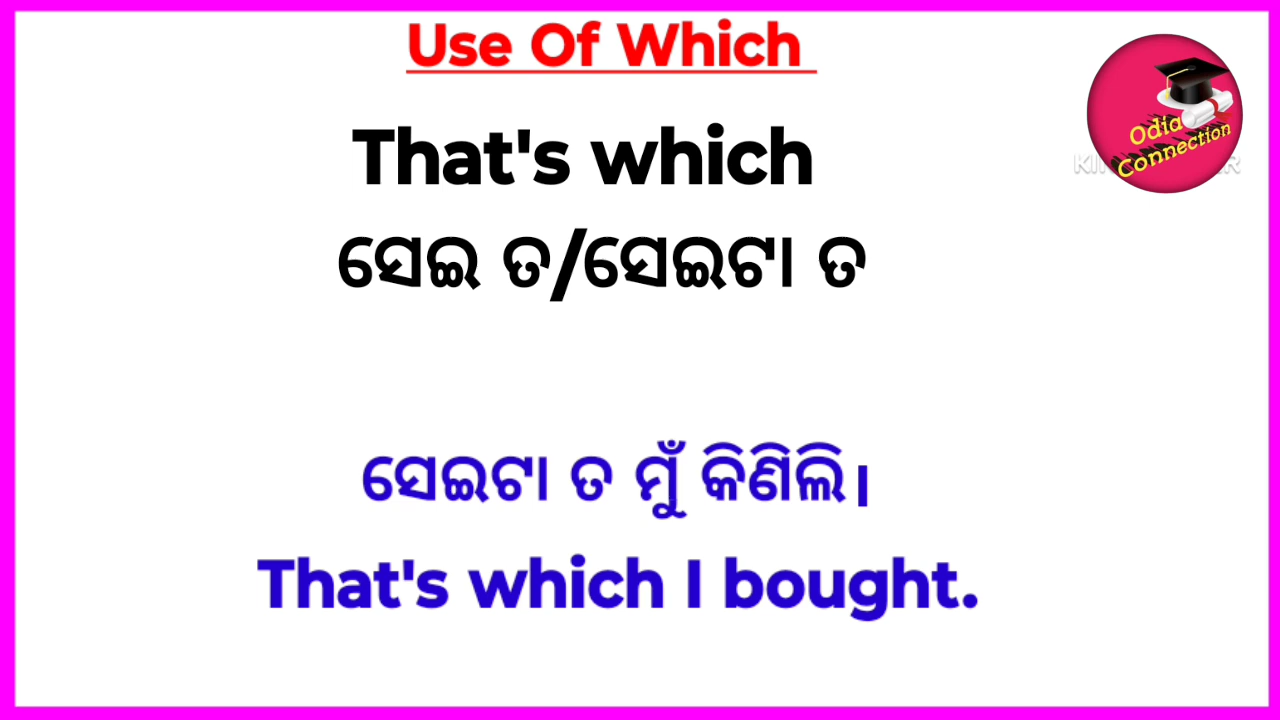 Use Of Which
That's which
ସେଇ ତ/ସେଇଟା ତ
ସେଇଟା ତ ମୁଁ କିଣିଲି।
That's which I bought.
Odia
Connection